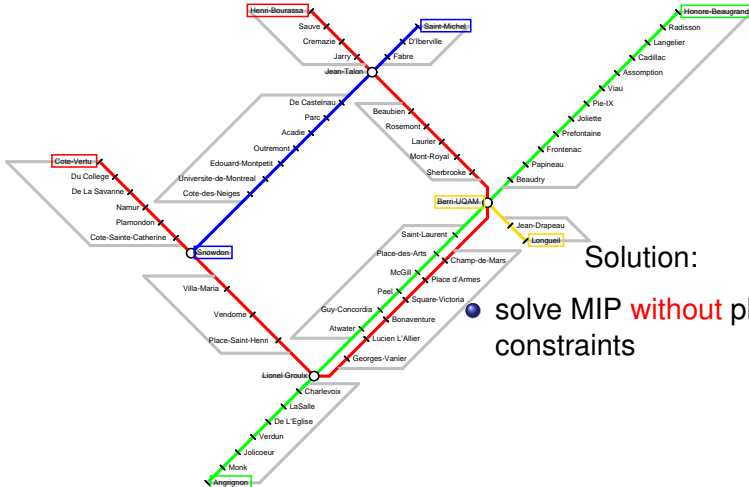 Henri-Bourassa
Sauve
Cremazie
Jarry
Jean-Talon
Saint-Michel
D'Iberville
Fabre
Honore-Beaugrand
Radisson
Langelier
Cadillac
Assomption
Viau
Pie-IX
Joliette
Prefontaine
Frontenac
Papineau
Beaudry
De Castelnau
Parc
Acadie
Outremont
Edouard-Montpetit
Universite-de-Montreal
Cote-des-Neiges
Beaubien
Rosemont
Laurier
Mont-Royal
Sherbrooke
Cote-Vertu
Du College
De La Savanne
Namur
Plamondon
Cote-Sainte-Catherine
Snowdon
Berri-UQAM
Jean-Drapeau
Longueil
Saint-Laurent
Place-des-Arts
McGill
Peel
Guy-Concordia
Atwater
Champ-de-Mars
Place d'Armes
Square-Victoria
Bonaventure
Lucien L'Allier
Georges-Vanier
Villa-Maria
Vendome
Place-Saint-Henri
Lionel Groulx
Charlevoix
LaSalle
De L'Eglise
Verdun
Jolicoeur
Monk
Angrignon
Solution:
solve MIP without
constraints